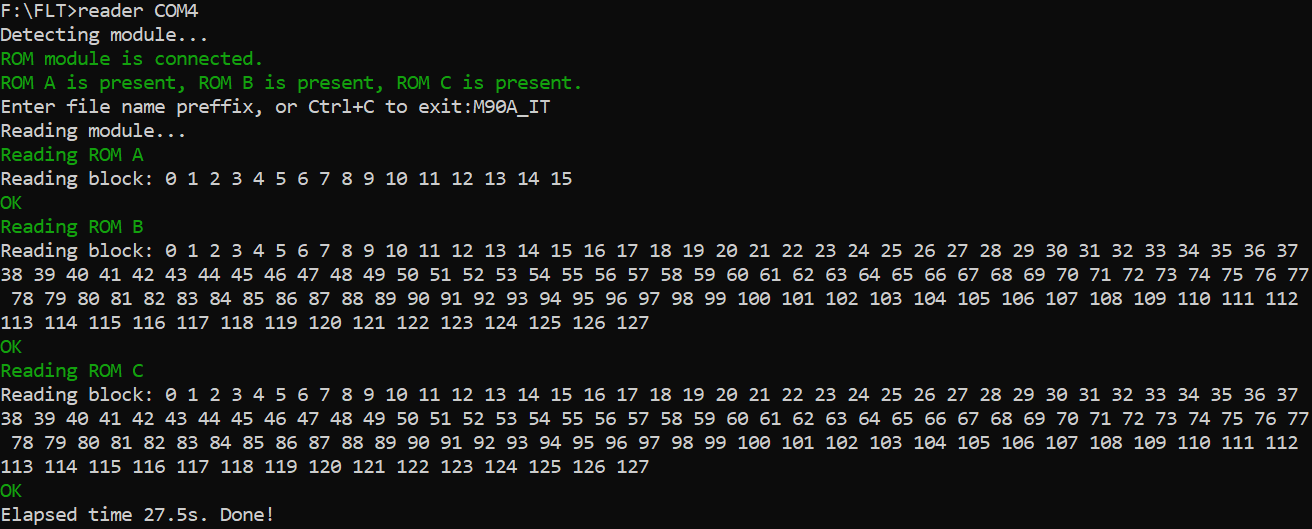 F:\FLT>reader COM4
Detecting module...
ROM module is connected.
ROM A is present, ROM B is present, ROM C is present.
Enter file name preffix, or Ctrl+C to exit:M90A_IT
Reading module...
Reading ROM A
Reading block: 0 1 2 3 4 5 6 7 8 9 10 11 12 13 14 15
OK
Reading ROM B
Reading block: 0 1 2 3 4 5 6 7 8 9 10 11 12 13 14 15 16 17 18 19 20 21 22 23 24 25 26 27 28 29 30 31 32 33 34 35 36 37
38 39 40 41 42 43 44 45 46 47 48 49 50 51 52 53 54 55 56 57 58 59 60 61 62 63 64 65 66 67 68 69 70 71 72 73 74 75 76 77
78 79 80 81 82 83 84 85 86 87 88 89 90 91 92 93 94 95 96 97 98 99 100 101 102 103 104 105 106 107 108 109 110 111 112
113 114 115 116 117 118 119 120 121 122 123 124 125 126 127
OK
Reading ROM C
Reading block: 0 1 2 3 4 5 6 7 8 9 10 11 12 13 14 15 16 17 18 19 20 21 22 23 24 25 26 27 28 29 30 31 32 33 34 35 36 37
38 39 40 41 42 43 44 45 46 47 48 49 50 51 52 53 54 55 56 57 58 59 60 61 62 63 64 65 66 67 68 69 70 71 72 73 74 75 76 77
78 79 80 81 82 83 84 85 86 87 88 89 90 91 92 93 94 95 96 97 98 99 100 101 102 103 104 105 106 107 108 109 110 111 112
113 114 115 116 117 118 119 120 121 122 123 124 125 126 127
OK
Elapsed time 27.5s. Done!